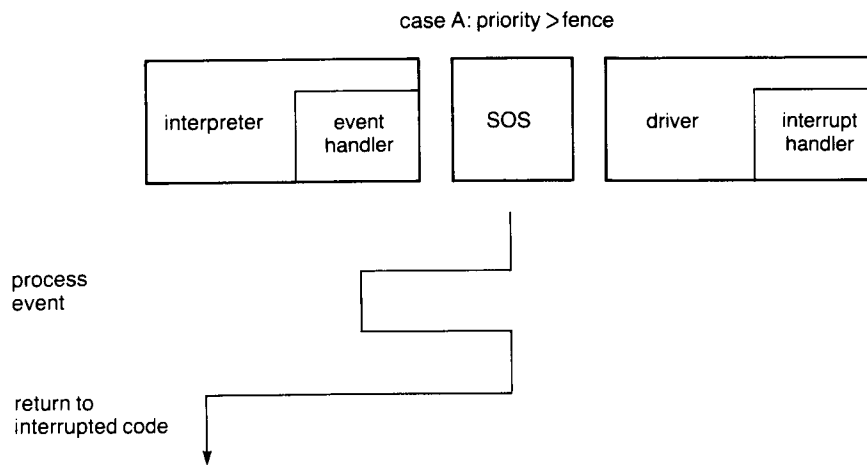 case A: priority > fence
interpreter
event
handler
SOS
driver
interrupt
handler
process
event
return to
interrupted code